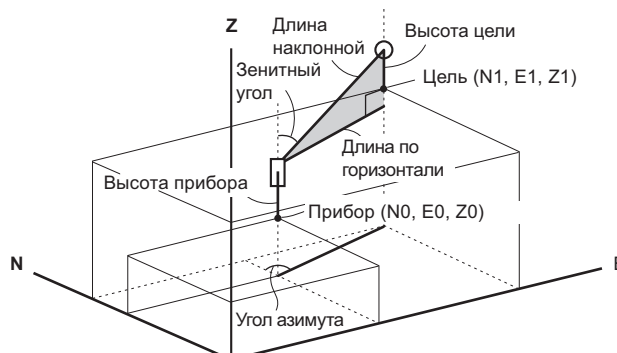 Z
Длина
наклонной
Высота цели
Зенитный
угол
Цель (N1, E1, Z1)
Длина по
горизонтали
Высота прибора
Прибор (N0, E0, Z0)
N
Угол азимута